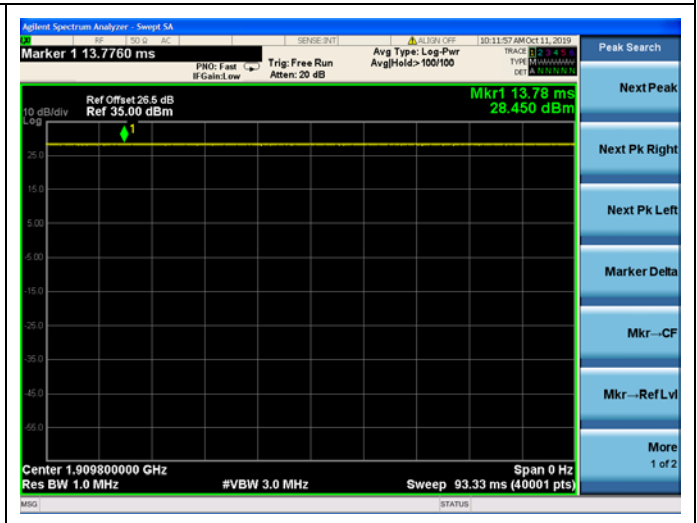 Agilent Spectrum Analyzer - Swept SA
RF 50 Ω AC SENSE:INT ALIGN OFF 10:11:57 AM Oct 11, 2019
Marker 1 13.7760 ms
PNO: Fast
IFGain:Low
Trig: Free Run
Atten: 20 dB
Avg Type: Log-Pwr
Avg|Hold:> 100/100
TRACE 1 2 3 4 5 6
TYPE M
DET A N N N N N
Peak Search
Mkr1 13.78 ms
28.450 dBm
Ref Offset 26.5 dB
Ref 35.00 dBm
10 dB/div
Log
1
25.0
15.0
5.00
-5.00
-15.0
-25.0
-35.0
-45.0
-55.0
Center 1.909800000 GHz
Span 0 Hz
Res BW 1.0 MHz
#VBW 3.0 MHz
Sweep 93.33 ms (40001 pts)
MSG
STATUS
Next Peak
Next Pk Right
Next Pk Left
Marker Delta
Mkr→CF
Mkr→Ref Lvl
More
1 of 2